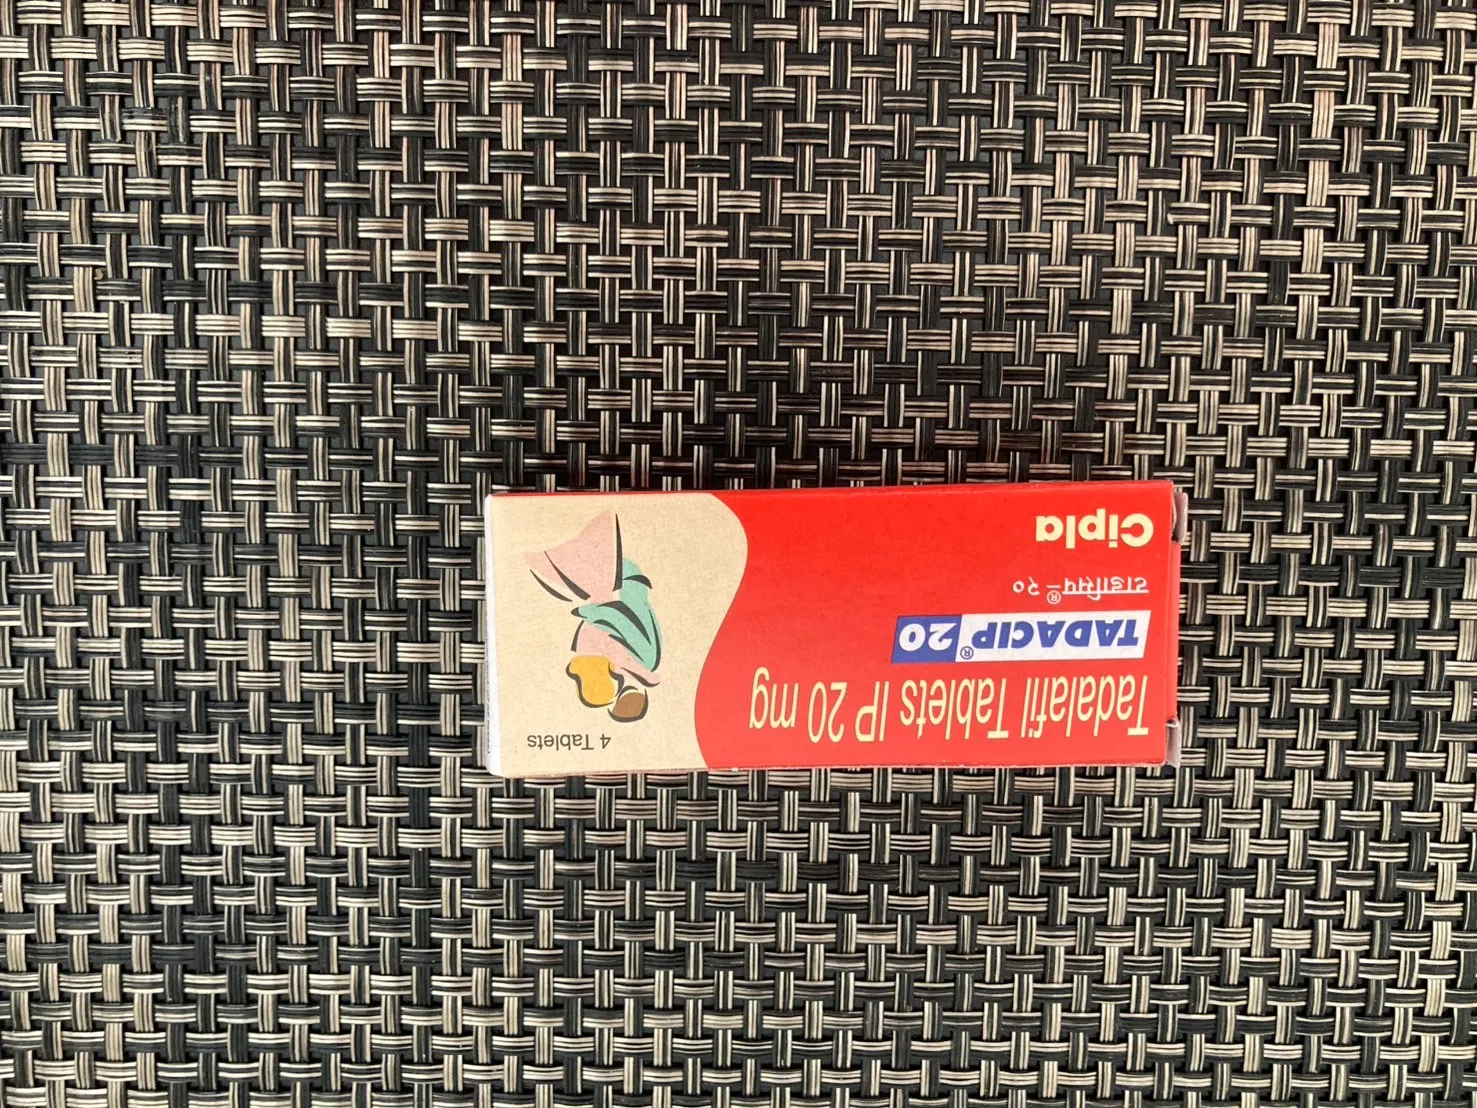 4 Tablets
Tadalafil Tablets IP 20 mg
TADACIP® 20
टाडासिप®-२०
Cipla